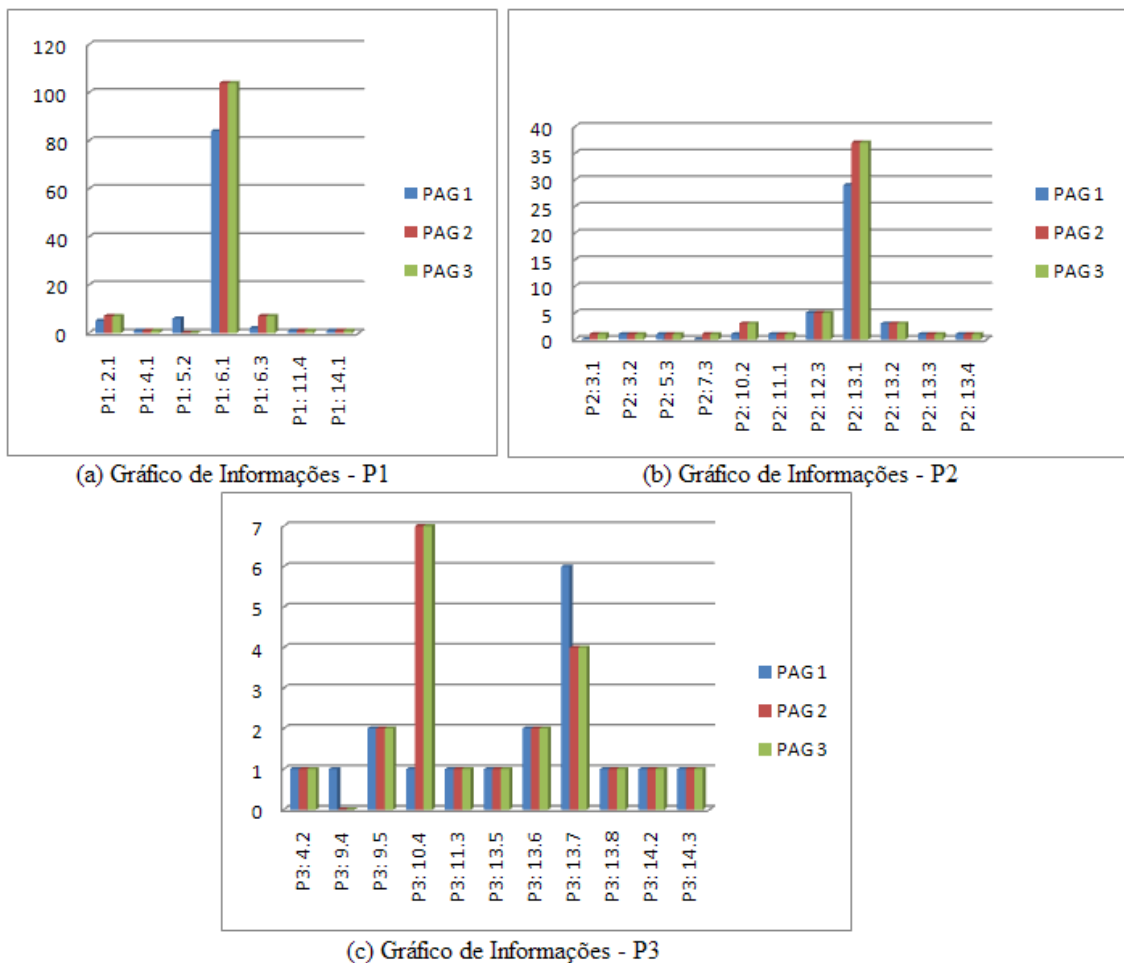 120
100
80
60
40
20
0
P1: 2.1
P1: 4.1
P1: 5.2
P1: 6.1
P1: 6.3
P1: 11.4
P1: 14.1
PAG 1
PAG 2
PAG 3
(a) Gráfico de Informações - P1
40
35
30
25
20
15
10
5
0
P2: 3.1
P2: 3.2
P2: 5.3
P2: 7.3
P2: 10.2
P2: 11.1
P2: 12.3
P2: 13.1
P2: 13.2
P2: 13.3
P2: 13.4
PAG 1
PAG 2
PAG 3
(b) Gráfico de Informações - P2
7
6
5
4
3
2
1
0
P3: 4.2
P3: 9.4
P3: 9.5
P3: 10.4
P3: 11.3
P3: 13.5
P3: 13.6
P3: 13.7
P3: 13.8
P3: 14.2
P3: 14.3
PAG 1
PAG 2
PAG 3
(c) Gráfico de Informações - P3